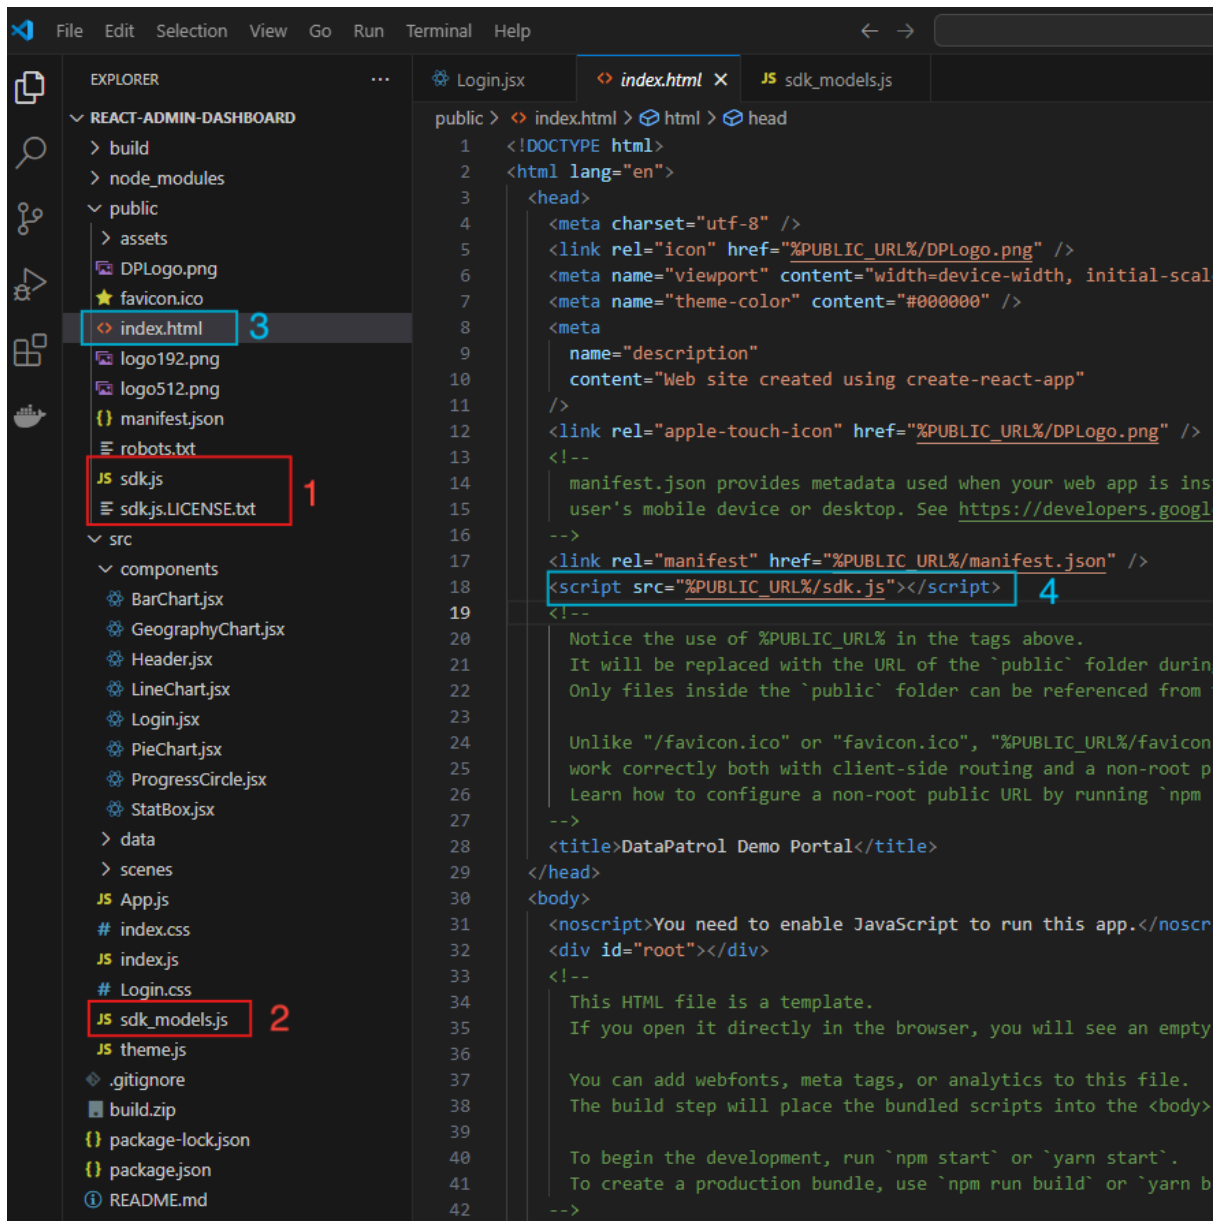 File Edit Selection View Go Run Terminal Help
EXPLORER ...
REACT-ADMIN-DASHBOARD
build
node_modules
public
assets
DPLogo.png
favicon.ico
index.html 3
logo192.png
logo512.png
{} manifest.json
robots.txt
JS sdk.js
1
sdk.js.LICENSE.txt
src
components
BarChart.jsx
GeographyChart.jsx
Header.jsx
LineChart.jsx
Login.jsx
PieChart.jsx
ProgressCircle.jsx
StatBox.jsx
data
scenes
JS App.js
# index.css
JS index.js
# Login.css
JS sdk_models.js 2
JS theme.js
.gitignore
build.zip
{} package-lock.json
{} package.json
README.md
Login.jsx <> index.html × JS sdk_models.js
public > <> index.html > html > head
1 <!DOCTYPE html>
2 <html lang="en">
3 <head>
4 <meta charset="utf-8" />
5 <link rel="icon" href="%PUBLIC_URL%/DPLogo.png" />
6 <meta name="viewport" content="width=device-width, initial-scal
7 <meta name="theme-color" content="#000000" />
8 <meta
9 name="description"
10 content="Web site created using create-react-app"
11 />
12 <link rel="apple-touch-icon" href="%PUBLIC_URL%/DPLogo.png" />
13 <!--
14 manifest.json provides metadata used when your web app is ins
15 user's mobile device or desktop. See https://developers.googl
16 -->
17 <link rel="manifest" href="%PUBLIC_URL%/manifest.json" />
18 <script src="%PUBLIC_URL%/sdk.js"></script> 4
19 <!--
20 Notice the use of %PUBLIC_URL% in the tags above.
21 It will be replaced with the URL of the `public` folder durin
22 Only files inside the `public` folder can be referenced from
23
24 Unlike "/favicon.ico" or "favicon.ico", "%PUBLIC_URL%/favicon
25 work correctly both with client-side routing and a non-root p
26 Learn how to configure a non-root public URL by running `npm
27 -->
28 <title>DataPatrol Demo Portal</title>
29 </head>
30 <body>
31 <noscript>You need to enable JavaScript to run this app.</noscr
32 <div id="root"></div>
33 <!--
34 This HTML file is a template.
35 If you open it directly in the browser, you will see an empty
36
37 You can add webfonts, meta tags, or analytics to this file.
38 The build step will place the bundled scripts into the <body>
39
40 To begin the development, run `npm start` or `yarn start`.
41 To create a production bundle, use `npm run build` or `yarn b
42 -->